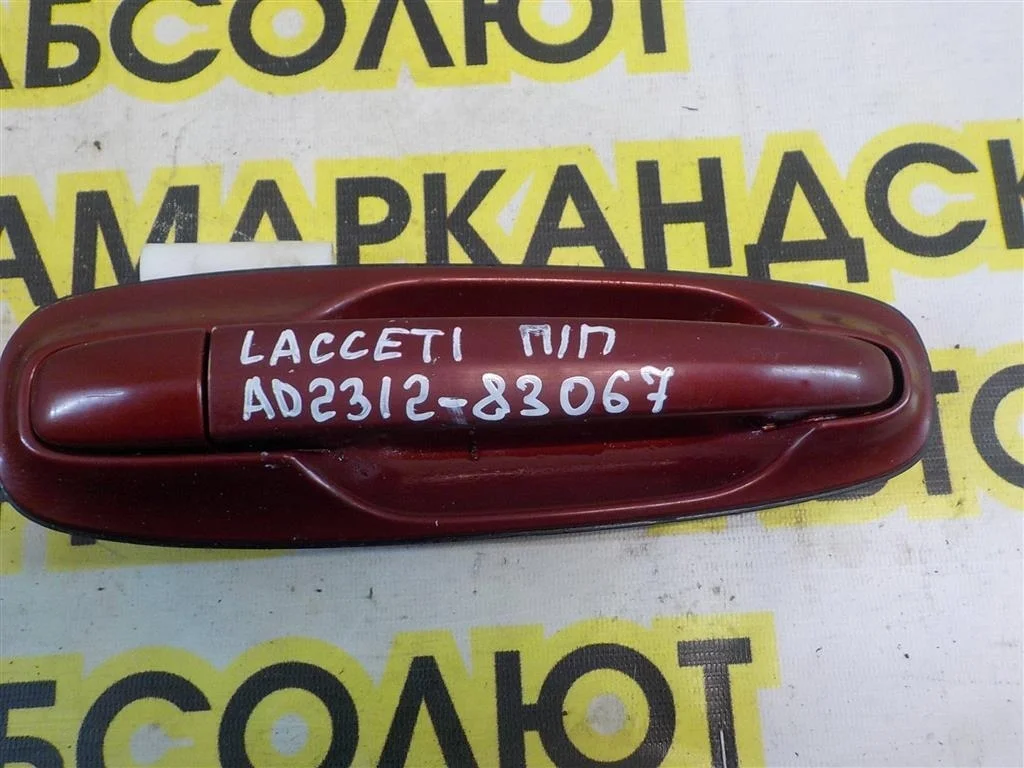 АБСОЛЮТ
АМАРКАНДСК
LACCETI П/П
AD2312-83067
АБСОЛЮТ